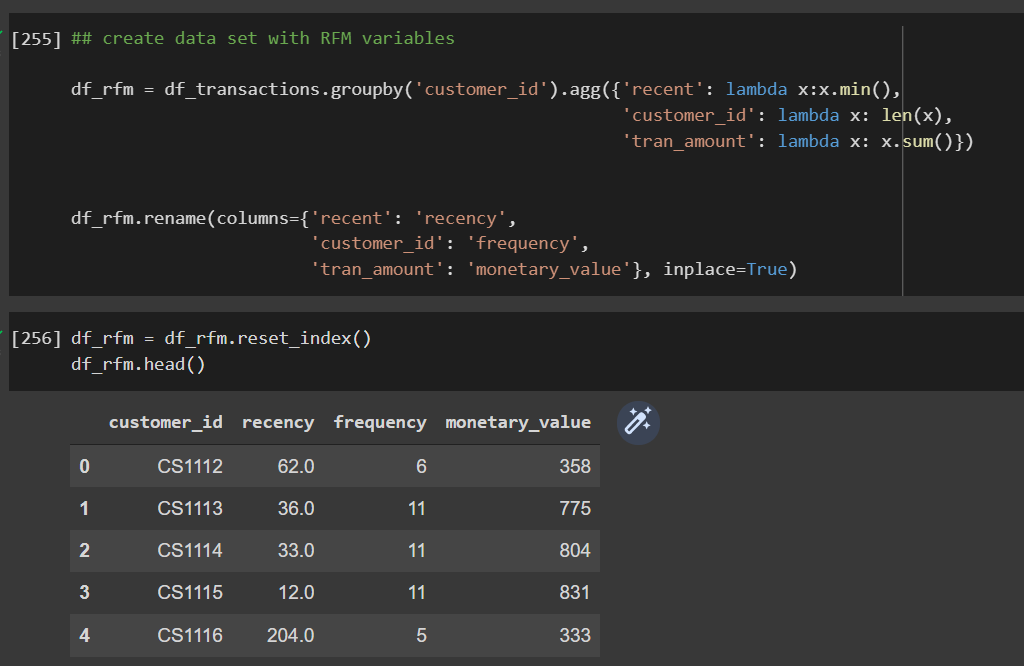 [255] ## create data set with RFM variables
df_rfm = df_transactions.groupby('customer_id').agg({'recent': lambda x:x.min(),
'customer_id': lambda x: len(x),
'tran_amount': lambda x: x.sum()})
df_rfm.rename(columns={'recent': 'recency',
'customer_id': 'frequency',
'tran_amount': 'monetary_value'}, inplace=True)
[256] df_rfm = df_rfm.reset_index()
df_rfm.head()
customer_id recency frequency monetary_value
0 CS1112 62.0 6 358
1 CS1113 36.0 11 775
2 CS1114 33.0 11 804
3 CS1115 12.0 11 831
4 CS1116 204.0 5 333